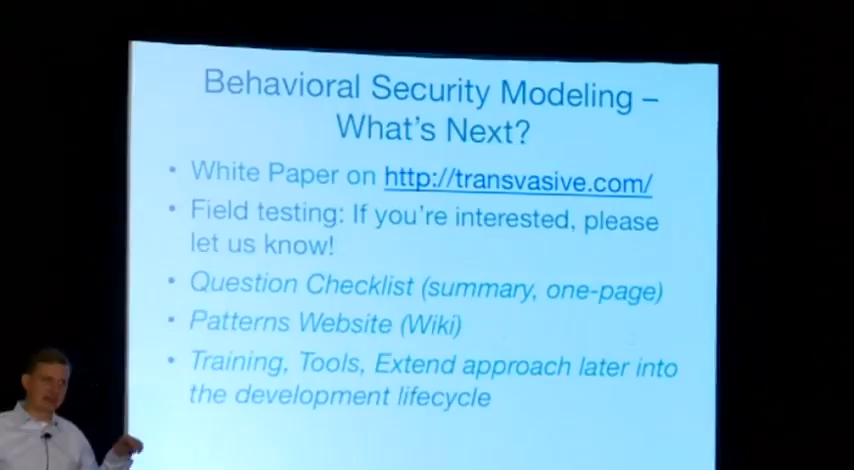 Behavioral Security Modeling –
What's Next?
• White Paper on http://transvasive.com/
• Field testing: If you're interested, please
let us know!
• Question Checklist (summary, one-page)
• Patterns Website (Wiki)
• Training, Tools, Extend approach later into
the development lifecycle